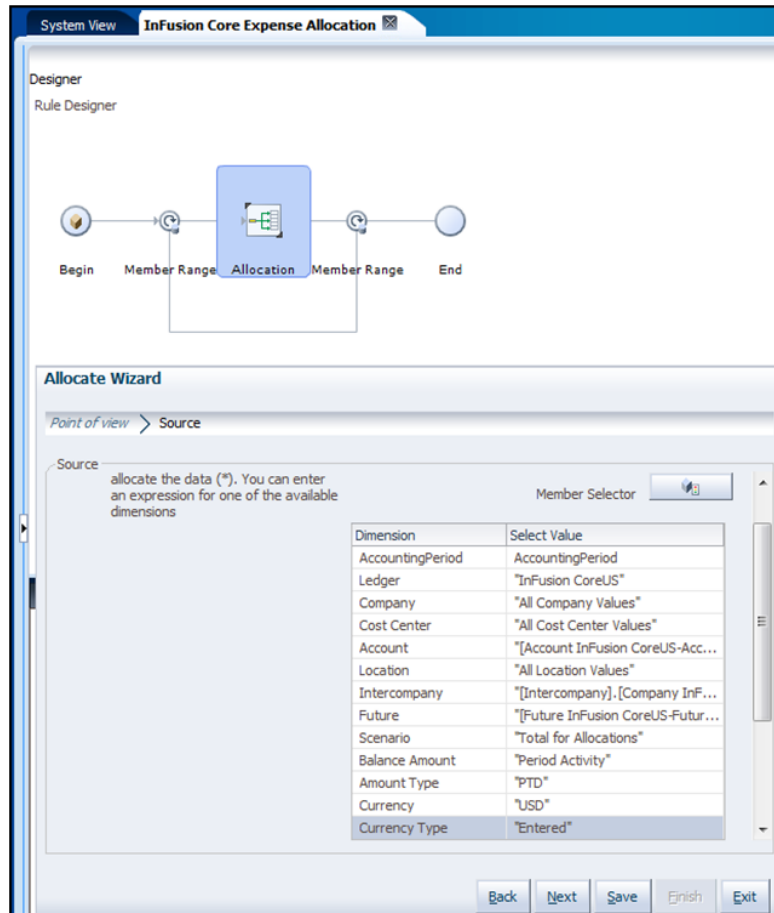 System View InFusion Core Expense Allocation
Designer
Rule Designer
Begin Member Range Allocation Member Range End
Allocate Wizard
Point of view Source
Source
allocate the data (*). You can enter
an expression for one of the available
dimensions
Member Selector
Dimension Select Value
AccountingPeriod AccountingPeriod
Ledger "InFusion CoreUS"
Company "All Company Values"
Cost Center "All Cost Center Values"
Account "[Account InFusion CoreUS-Acc...
Location "All Location Values"
Intercompany "[Intercompany].[Company InF...
Future "[Future InFusion CoreUS-Futur...
Scenario "Total for Allocations"
Balance Amount "Period Activity"
Amount Type "PTD"
Currency "USD"
Currency Type "Entered"
Back Next Save Finish Exit